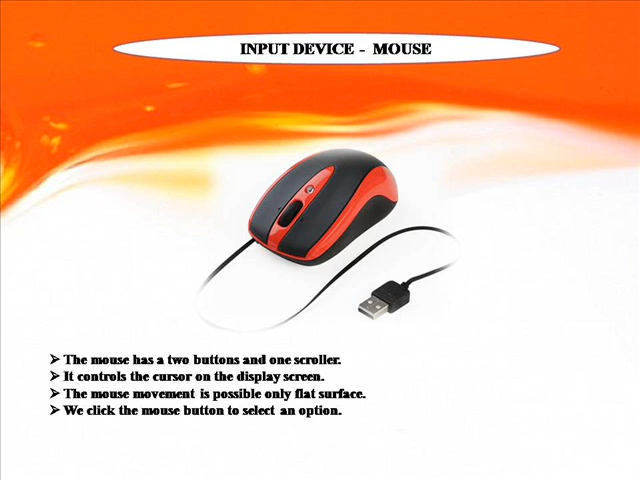 INPUT DEVICE - MOUSE
➢ The mouse has a two buttons and one scroller.
➢ It controls the cursor on the display screen.
➢ The mouse movement is possible only flat surface.
➢ We click the mouse button to select an option.